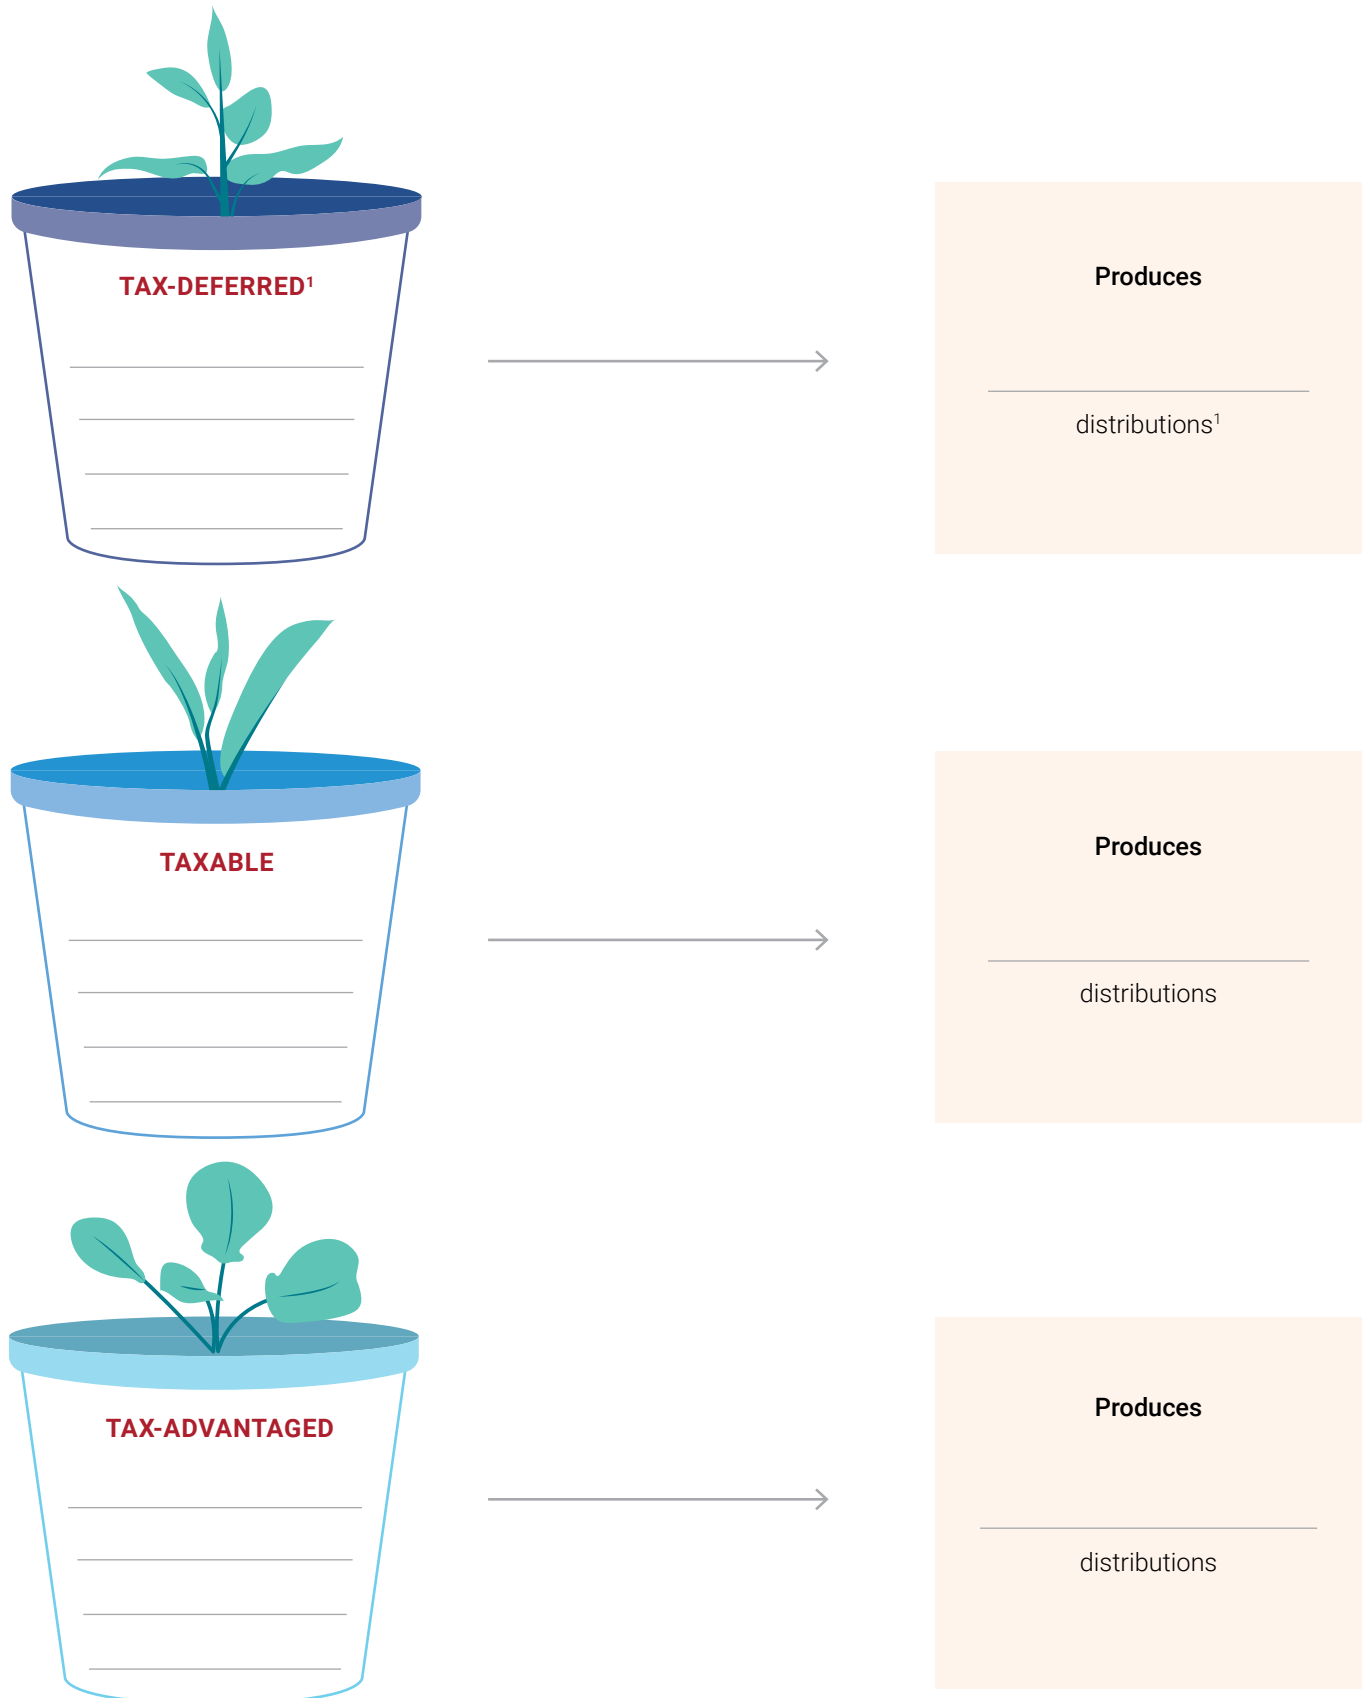 TAX-DEFERRED¹
Produces
distributions¹
TAXABLE
Produces
distributions
TAX-ADVANTAGED
Produces
distributions